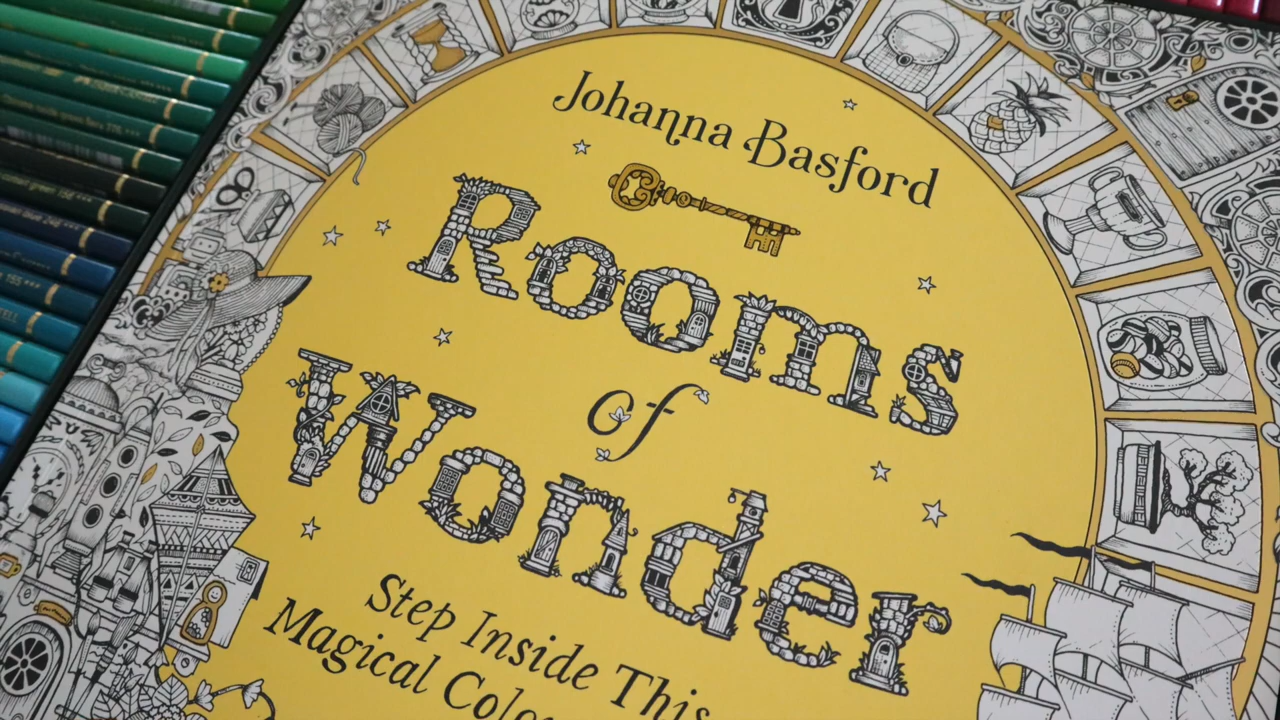 Johanna Basford
Rooms
of
Wonder
Step Inside This
Magical